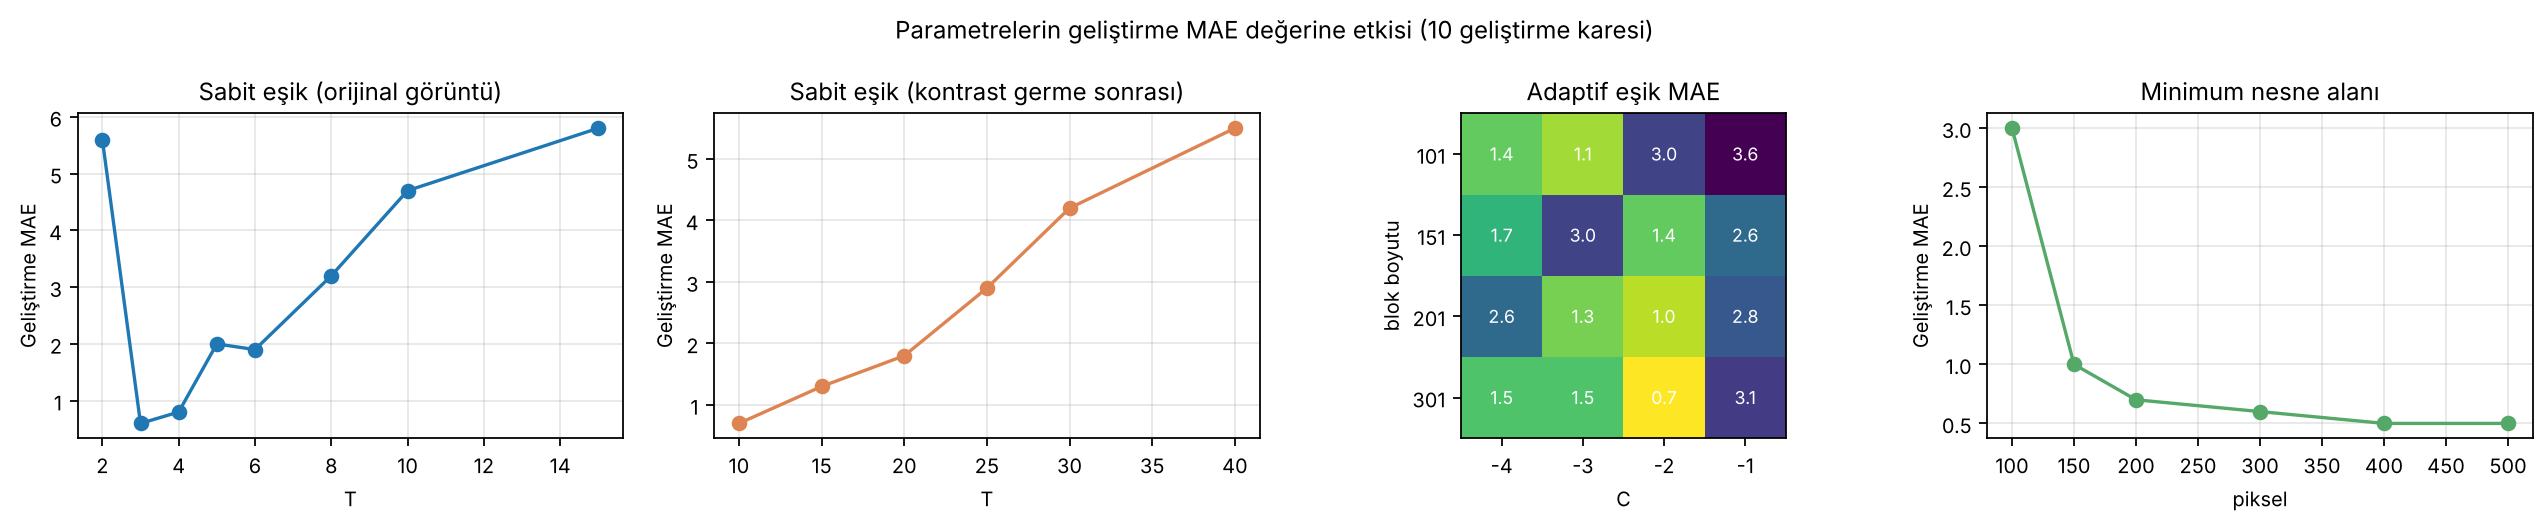 Parametrelerin geliştirme MAE değerine etkisi (10 geliştirme karesi)
Sabit eşik (orijinal görüntü)
Geliştirme MAE
6
5
4
3
2
1
2 4 6 8 10 12 14
T
Sabit eşik (kontrast germe sonrası)
Geliştirme MAE
5
4
3
2
1
10 15 20 25 30 35 40
T
Adaptif eşik MAE
blok boyutu
101 1.4 1.1 3.0 3.6
151 1.7 3.0 1.4 2.6
201 2.6 1.3 1.0 2.8
301 1.5 1.5 0.7 3.1
-4 -3 -2 -1
C
Minimum nesne alanı
Geliştirme MAE
3.0
2.5
2.0
1.5
1.0
0.5
100 150 200 250 300 350 400 450 500
piksel